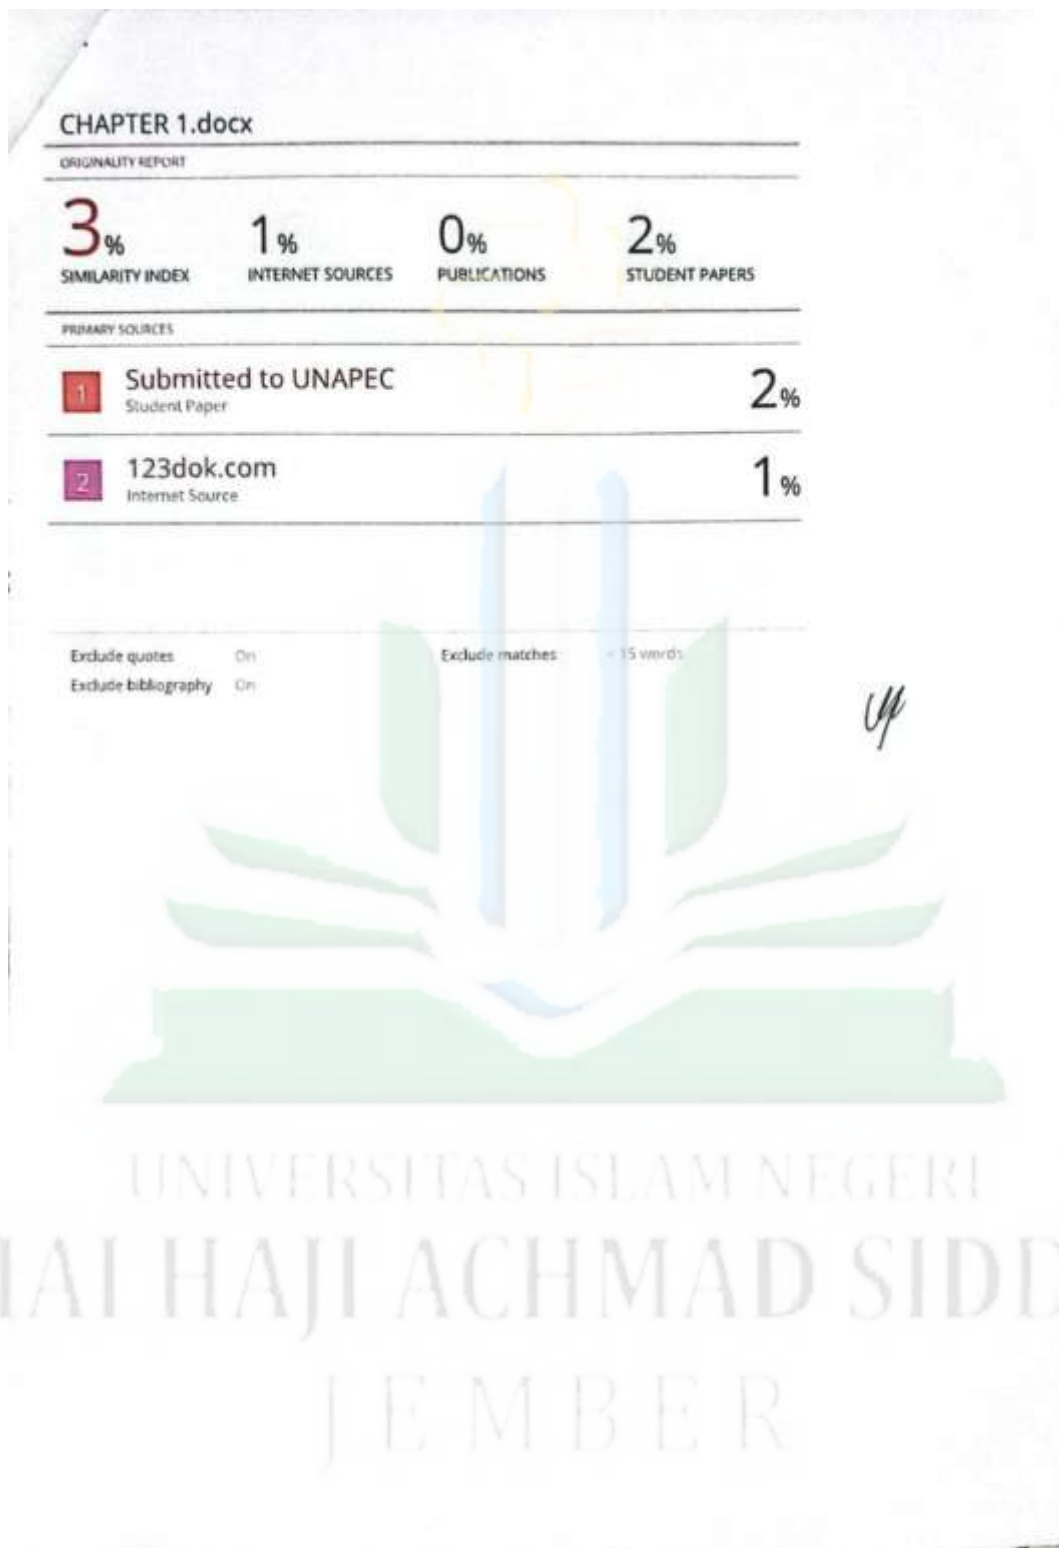 CHAPTER 1.docx
ORIGINALITY REPORT
3% 1% 0% 2%
SIMILARITY INDEX INTERNET SOURCES PUBLICATIONS STUDENT PAPERS
PRIMARY SOURCES
1 Submitted to UNAPEC 2%
Student Paper
2 123dok.com 1%
Internet Source
Exclude quotes On Exclude matches < 15 words
Exclude bibliography On
UNIVERSITAS ISLAM NEGERI
HAI HAJI ACHMAD SIDD
JEMBER